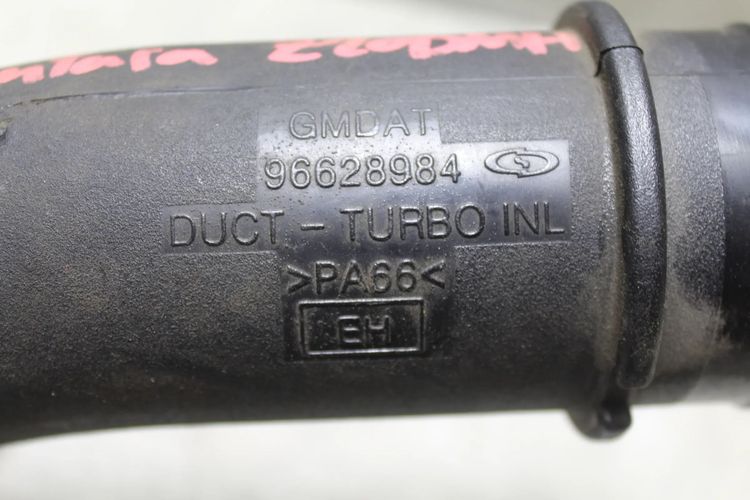 GMDAT
96628984
DUCT - TURBO INL
>PA66<
EH